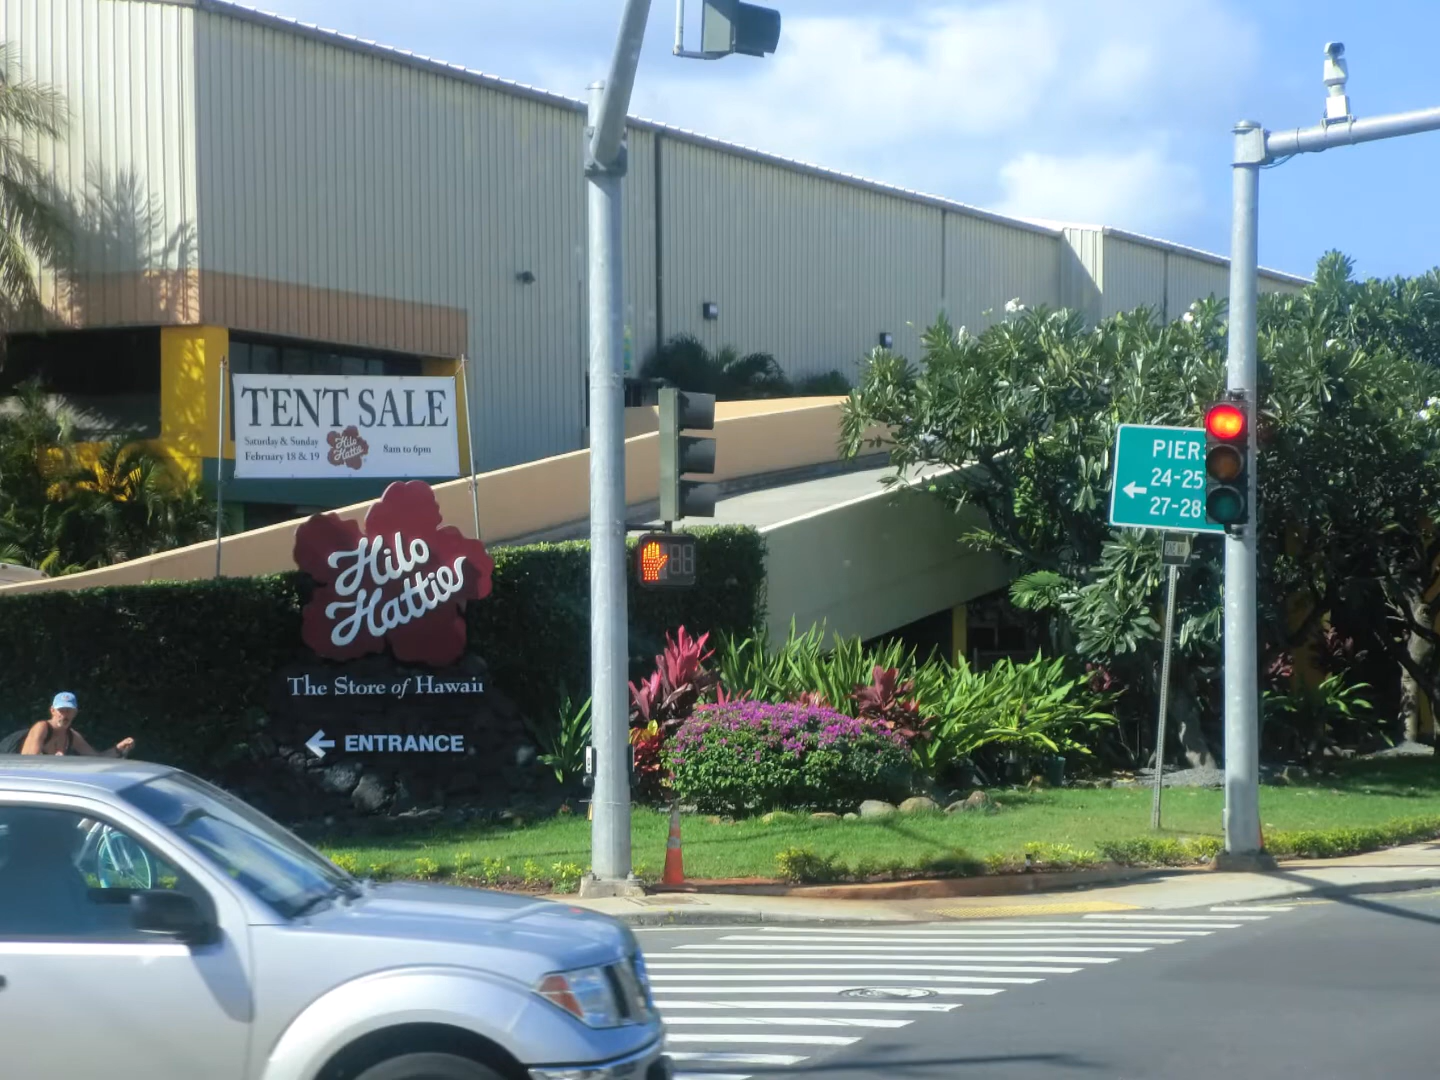 TENT SALE
Saturday & Sunday
February 18 & 19
Hilo
Hattie
8am to 6pm
Hilo
Hattie
The Store of Hawaii
← ENTRANCE
PIER
24-25
← 27-28